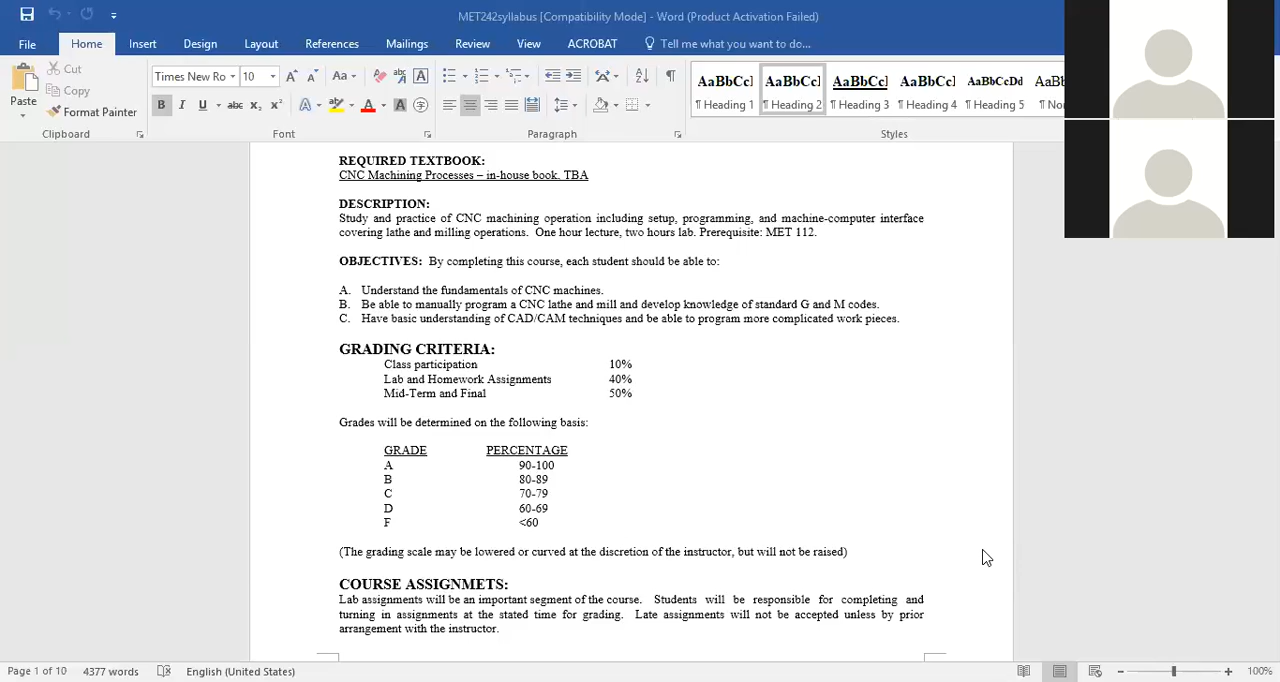 MET242syllabus [Compatibility Mode] - Word (Product Activation Failed)
File Home Insert Design Layout References Mailings Review View ACROBAT Tell me what you want to do...
Paste
Cut
Copy
Format Painter
Times New Ro 10
AaBbCc AaBbCc AaBbCc AaBbCc AaBbCcDd AaBb
¶ Heading 1 ¶ Heading 2 ¶ Heading 3 ¶ Heading 4 ¶ Heading 5
Clipboard Font Paragraph Styles
REQUIRED TEXTBOOK:
CNC Machining Processes – in-house book, TBA
DESCRIPTION:
Study and practice of CNC machining operation including setup, programming, and machine-computer interface
covering lathe and milling operations. One hour lecture, two hours lab. Prerequisite: MET 112.
OBJECTIVES: By completing this course, each student should be able to:
A. Understand the fundamentals of CNC machines.
B. Be able to manually program a CNC lathe and mill and develop knowledge of standard G and M codes.
C. Have basic understanding of CAD/CAM techniques and be able to program more complicated work pieces.
GRADING CRITERIA:
Class participation 10%
Lab and Homework Assignments 40%
Mid-Term and Final 50%
Grades will be determined on the following basis:
GRADE PERCENTAGE
A 90-100
B 80-89
C 70-79
D 60-69
F <60
(The grading scale may be lowered or curved at the discretion of the instructor, but will not be raised)
COURSE ASSIGNMETS:
Lab assignments will be an important segment of the course. Students will be responsible for completing and
turning in assignments at the stated time for grading. Late assignments will not be accepted unless by prior
arrangement with the instructor.
Page 1 of 10 4377 words English (United States) 100%